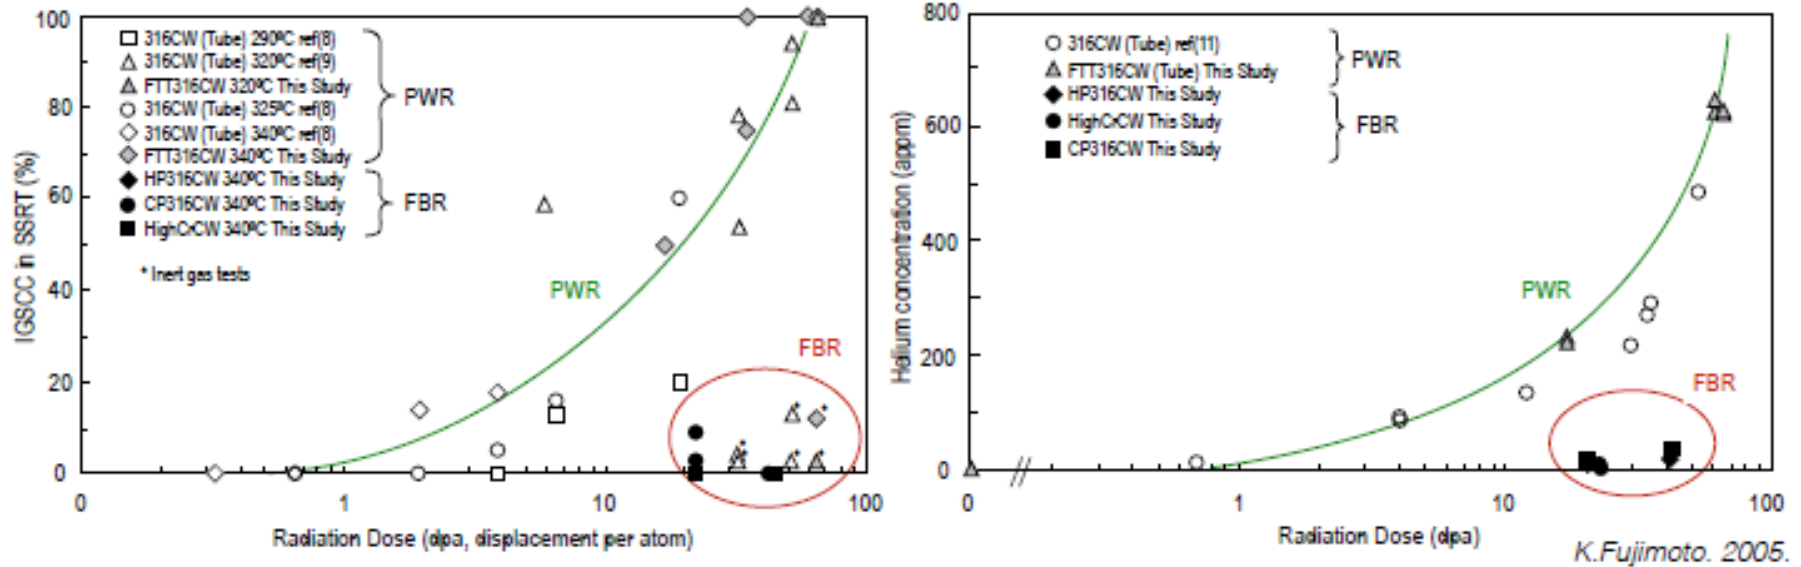 IGSCC in SSRT (%)
100
80
60
40
20
0
316CW (Tube) 290ºC ref(8)
316CW (Tube) 320ºC ref(9)
FTT316CW 320ºC This Study
316CW (Tube) 325ºC ref(8)
316CW (Tube) 340ºC ref(8)
FTT316CW 340ºC This Study
PWR
HP316CW 340ºC This Study
CP316CW 340ºC This Study
HighCrCW 340ºC This Study
FBR
* Inert gas tests
PWR
FBR
* * * * * *
0 1 10 100
Radiation Dose (dpa, displacement per atom)
Helium concentration (appm)
800
600
400
200
0
316CW (Tube) ref(11)
FTT316CW (Tube) This Study
PWR
HP316CW This Study
HighCrCW This Study
CP316CW This Study
FBR
PWR
FBR
0 // 1 10 100
Radiation Dose (dpa)
K.Fujimoto. 2005.